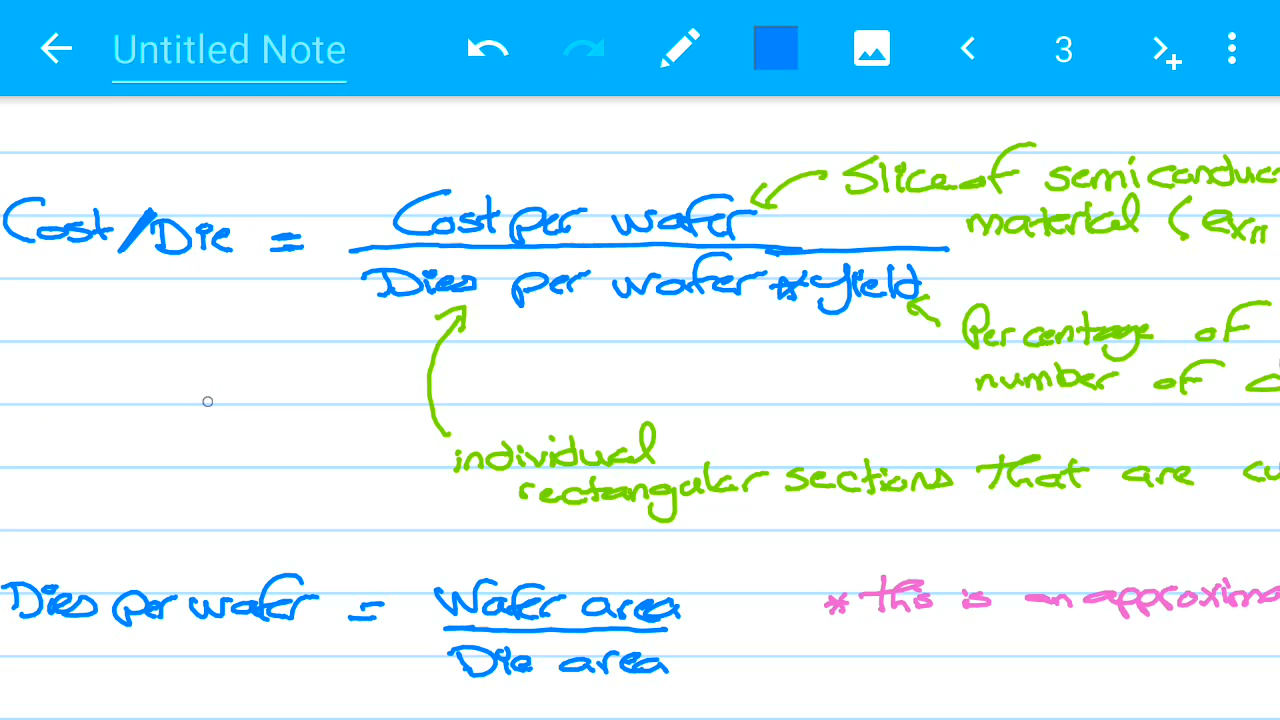 Untitled Note
3
Slice of semiconduc
material (ex,,
Cost/Die = Cost per wafer
Dies per wafer * yield
Percentage of
number of
individual
rectangular sections that are cu
Dies per wafer = Wafer area
Die area
* This is an approxima